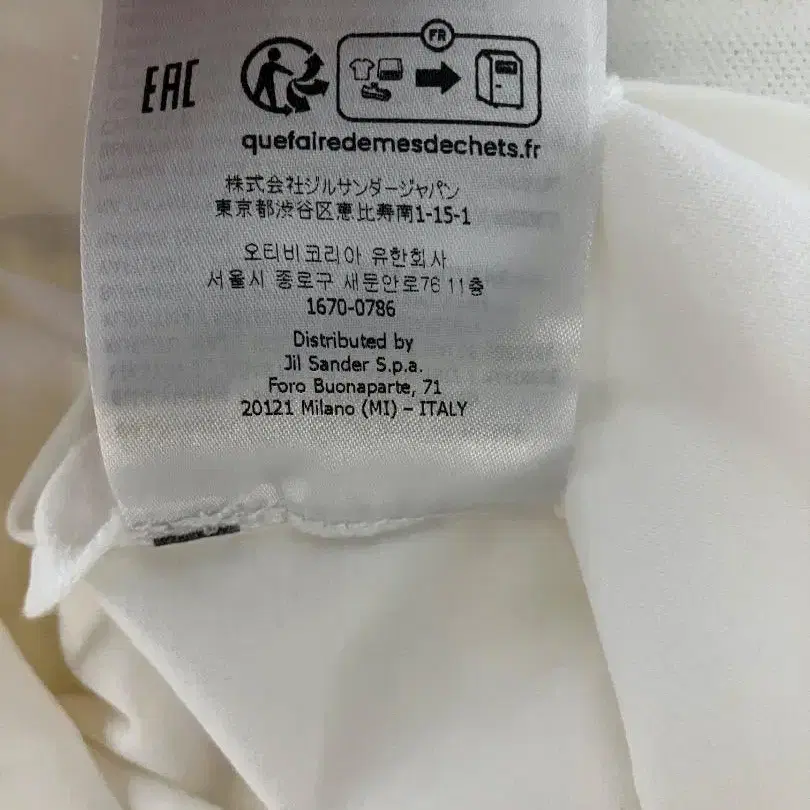 EAC
FR
quefairedemesdechets.fr
株式会社ジルサンダージャパン
東京都渋谷区恵比寿南1-15-1
오티비코리아 유한회사
서울시 종로구 새문안로76 11층
1670-0786
Distributed by
Jil Sander S.p.a.
Foro Buonaparte, 71
20121 Milano (MI) – ITALY